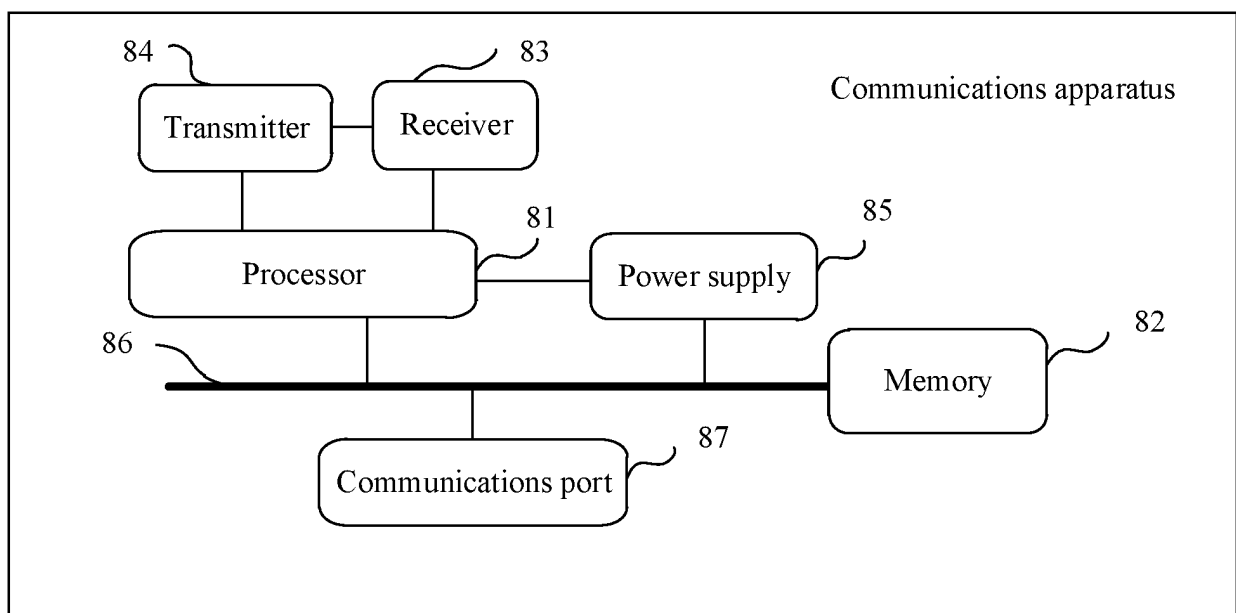 84
83
Communications apparatus
Transmitter
Receiver
81
85
Processor
Power supply
86
82
Memory
87
Communications port